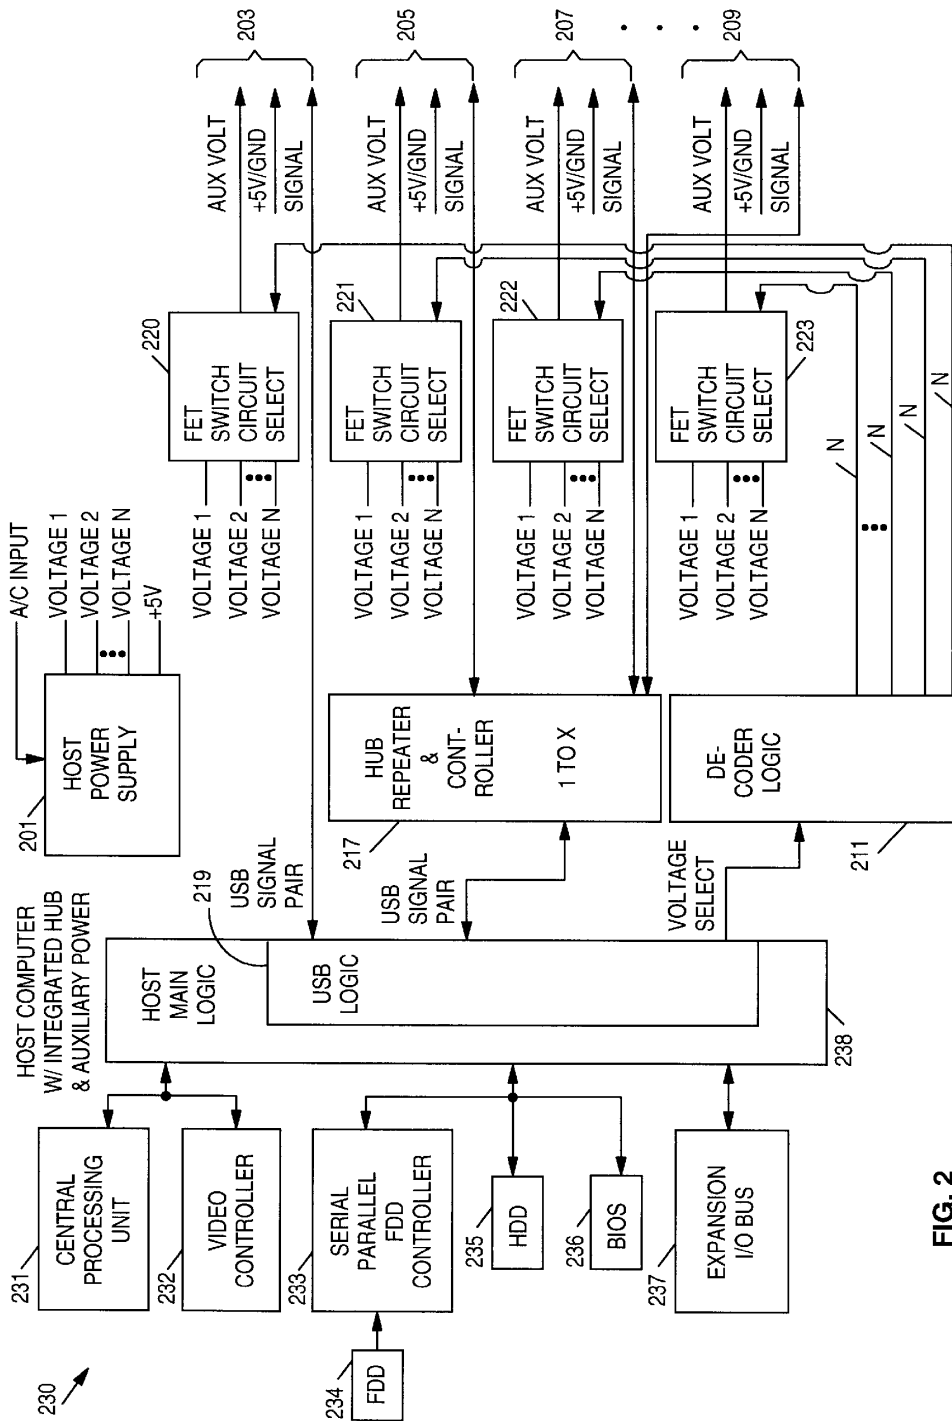 230
HOST COMPUTER
W/ INTEGRATED HUB
& AUXILIARY POWER
231
CENTRAL
PROCESSING
UNIT
232
VIDEO
CONTROLLER
233
SERIAL
PARALLEL
FDD
CONTROLLER
234
FDD
235
HDD
236
BIOS
237
EXPANSION
I/O BUS
HOST
MAIN
LOGIC
238
219
USB
LOGIC
USB
SIGNAL
PAIR
USB
SIGNAL
PAIR
VOLTAGE
SELECT
201
HOST
POWER
SUPPLY
A/C INPUT
VOLTAGE 1
VOLTAGE 2
VOLTAGE N
+5V
217
HUB
REPEATER
&
CONT-
ROLLER
1 TO X
211
DE-
CODER
LOGIC
N
N
N
N
VOLTAGE 1
VOLTAGE 2
VOLTAGE N
220
FET
SWITCH
CIRCUIT
SELECT
AUX VOLT
+5V/GND
SIGNAL
203
VOLTAGE 1
VOLTAGE 2
VOLTAGE N
221
FET
SWITCH
CIRCUIT
SELECT
AUX VOLT
+5V/GND
SIGNAL
205
VOLTAGE 1
VOLTAGE 2
VOLTAGE N
222
FET
SWITCH
CIRCUIT
SELECT
AUX VOLT
+5V/GND
SIGNAL
207
VOLTAGE 1
VOLTAGE 2
VOLTAGE N
223
FET
SWITCH
CIRCUIT
SELECT
AUX VOLT
+5V/GND
SIGNAL
209
FIG. 2